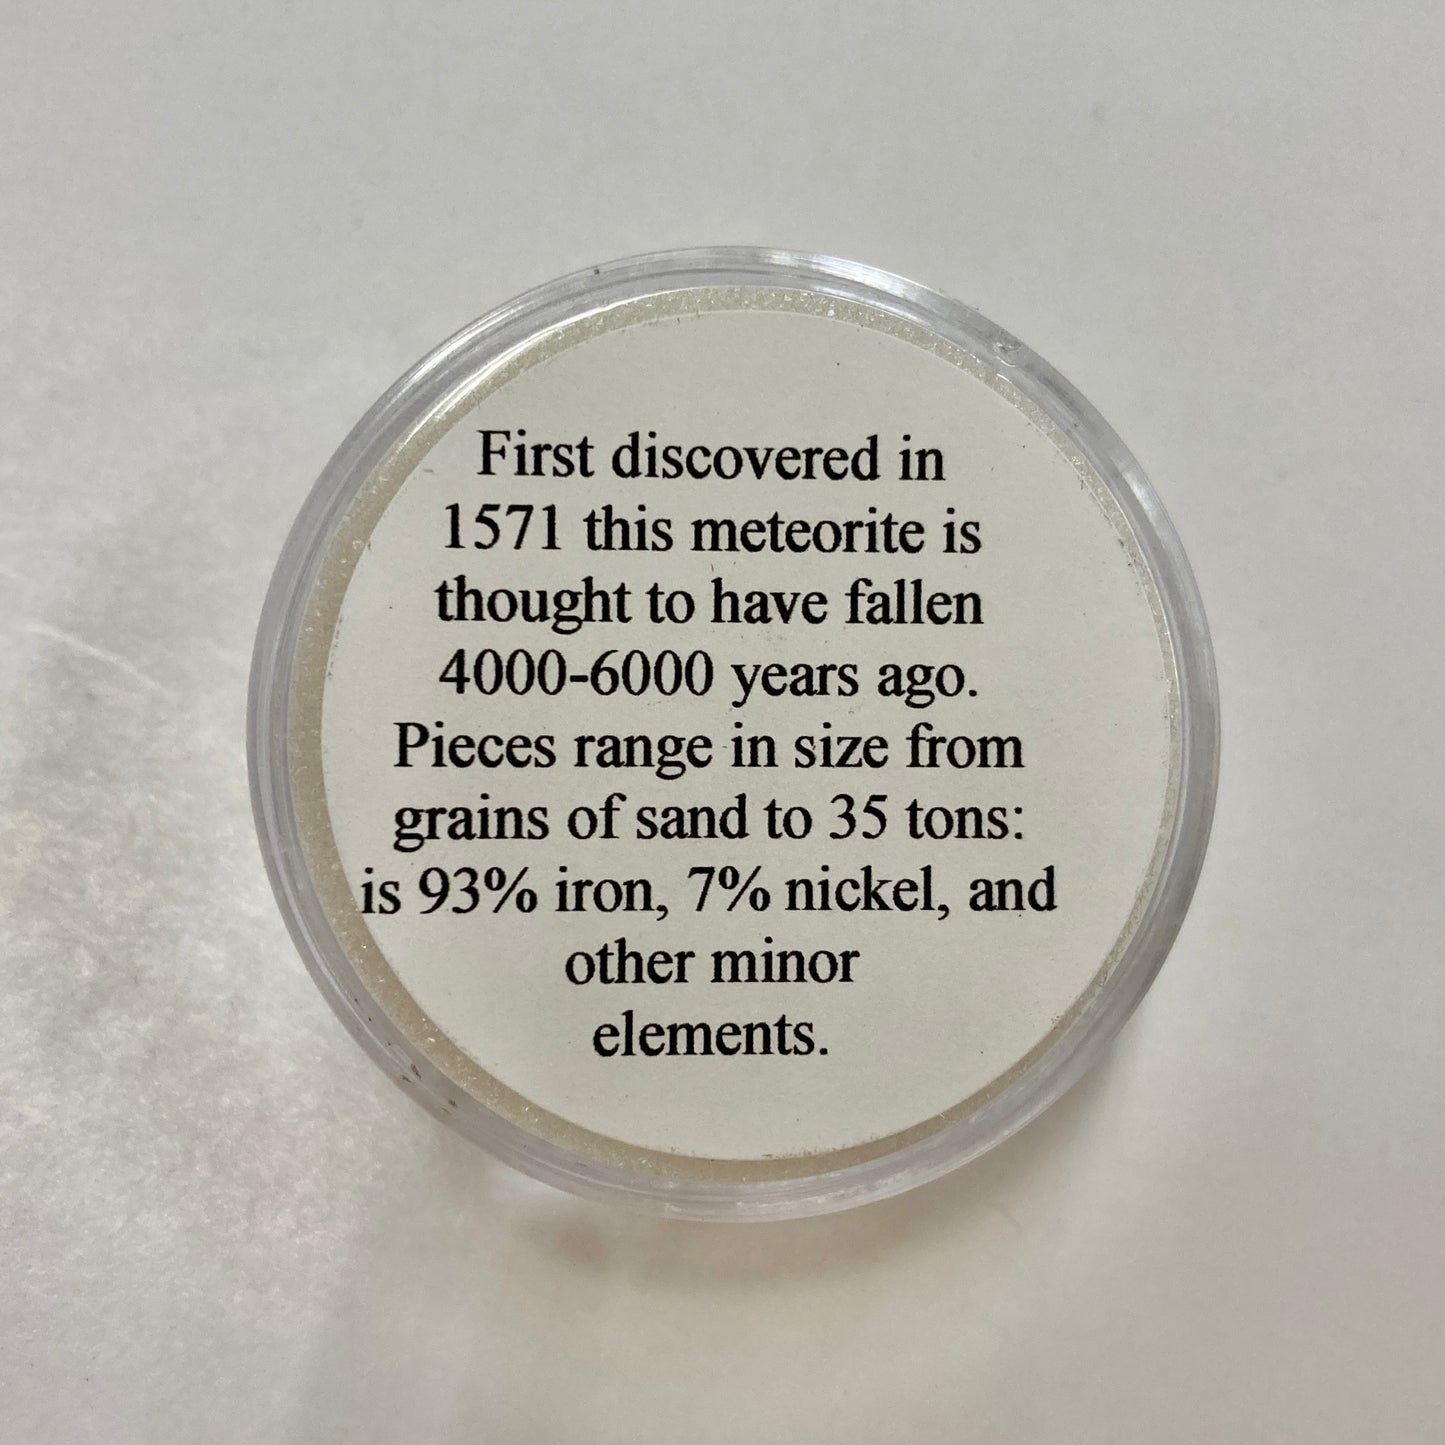 First discovered in
1571 this meteorite is
thought to have fallen
4000-6000 years ago.
Pieces range in size from
grains of sand to 35 tons:
is 93% iron, 7% nickel, and
other minor
elements.